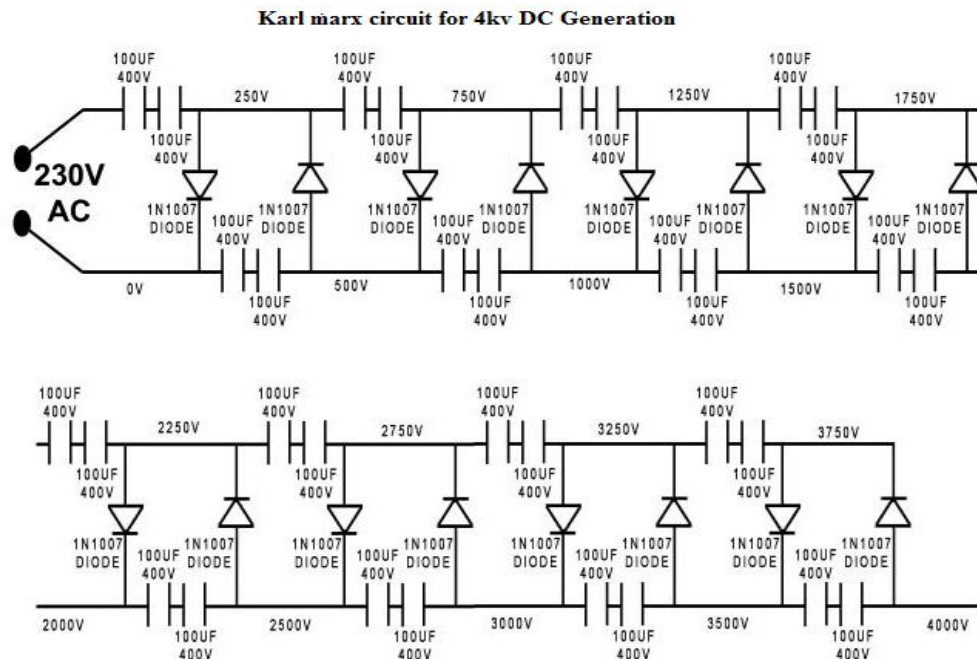 Karl marx circuit for 4kv DC Generation
100UF 100UF 100UF 100UF
400V 400V 400V 400V
250V 750V 1250V 1750V
100UF 100UF 100UF 100UF
400V 400V 400V 400V
230V
AC
1N1007 1N1007 1N1007 1N1007 1N1007 1N1007 1N1007 1N1007
DIODE DIODE DIODE DIODE DIODE DIODE DIODE DIODE
100UF 100UF 100UF 100UF
400V 400V 400V 400V
0V 500V 1000V 1500V
100UF 100UF 100UF 100UF
400V 400V 400V 400V
100UF 100UF 100UF 100UF
400V 400V 400V 400V
2250V 2750V 3250V 3750V
100UF 100UF 100UF 100UF
400V 400V 400V 400V
1N1007 1N1007 1N1007 1N1007 1N1007 1N1007 1N1007 1N1007
DIODE DIODE DIODE DIODE DIODE DIODE DIODE DIODE
100UF 100UF 100UF 100UF
400V 400V 400V 400V
2000V 2500V 3000V 3500V 4000V
100UF 100UF 100UF 100UF
400V 400V 400V 400V